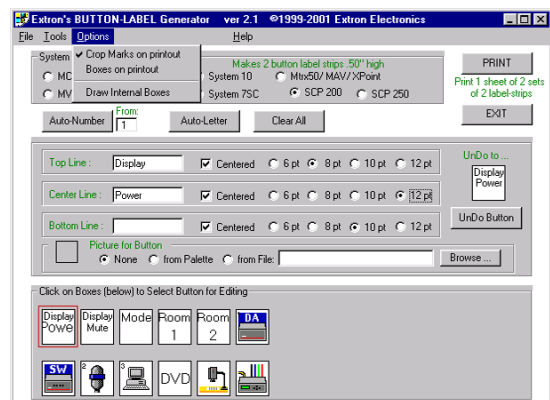 Extron's BUTTON-LABEL Generator ver 2.1 ©1999-2001 Extron Electronics
File Tools Options Help
System
Crop Marks on printout
Boxes on printout
Draw Internal Boxes
Makes 2 button label strips .50" high
MC
System 10
Mtrx50/ MAV/ XPoint
MV
System 7SC
SCP 200
SCP 250
PRINT
Print 1 sheet of 2 sets
of 2 label-strips
EXIT
Auto-Number
From:
1
Auto-Letter
Clear All
Top Line : Display Centered 6 pt 8 pt 10 pt 12 pt
Center Line : Power Centered 6 pt 8 pt 10 pt 12 pt
Bottom Line : Centered 6 pt 8 pt 10 pt 12 pt
UnDo to ...
Display
Power
UnDo Button
Picture for Button
None from Palette from File: Browse ...
Click on Boxes (below) to Select Button for Editing
Display
Powe
Display
Mute
Mode
Room
1
Room
2
DA
SW
2
3
DVD